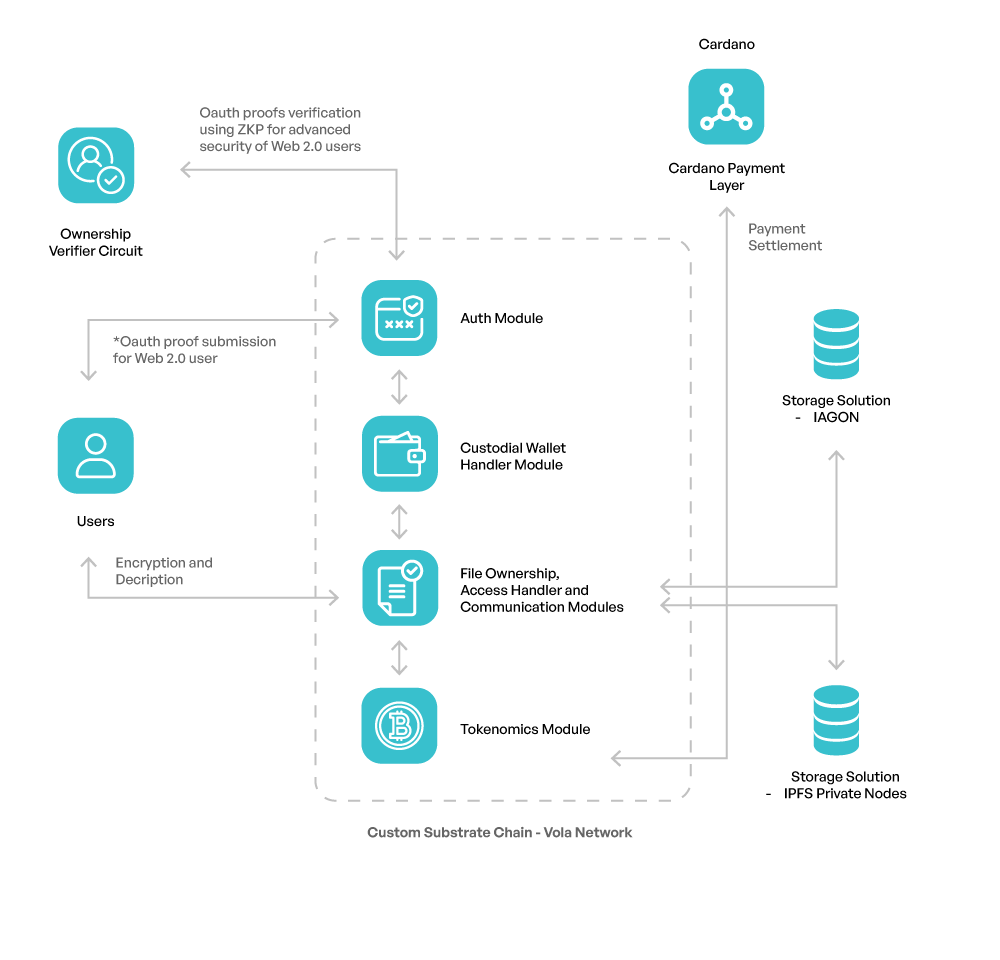 Cardano
Cardano Payment
Layer
Oauth proofs verification
using ZKP for advanced
security of Web 2.0 users
Ownership
Verifier Circuit
Payment
Settlement
Auth Module
xxx
*Oauth proof submission
for Web 2.0 user
Storage Solution
- IAGON
Custodial Wallet
Handler Module
Users
Encryption and
Decription
File Ownership,
Access Handler and
Communication Modules
B
Tokenomics Module
Storage Solution
- IPFS Private Nodes
Custom Substrate Chain - Vola Network